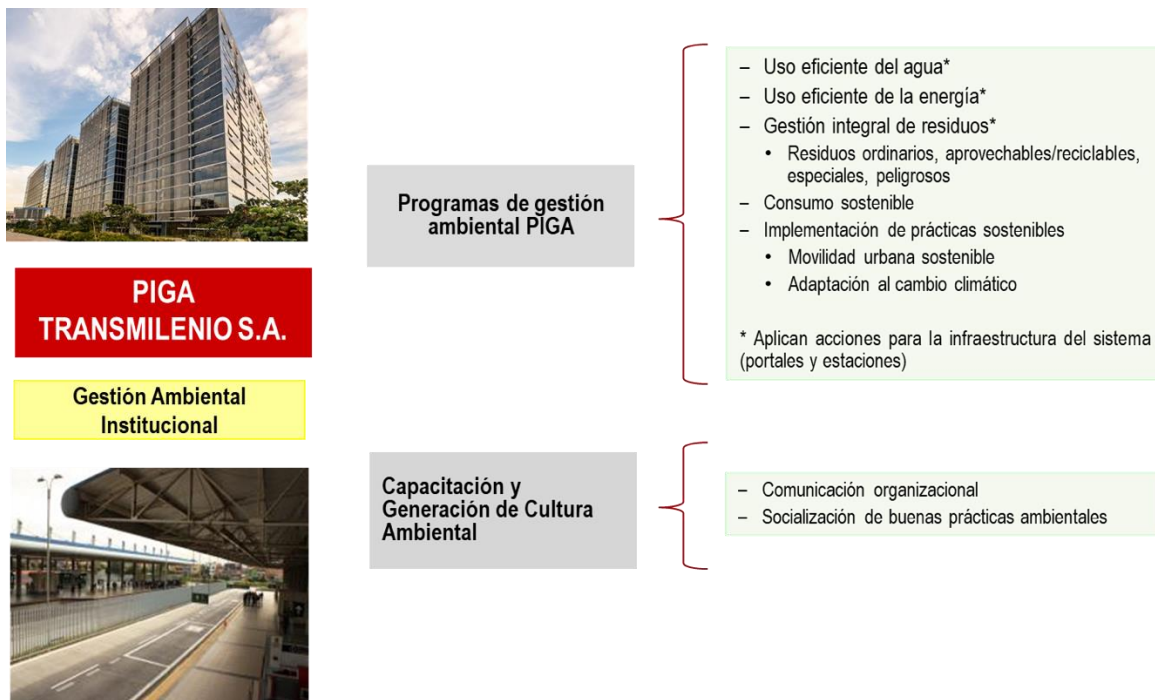 PIGA
TRANSMILENIO S.A.
Gestión Ambiental
Institucional
Programas de gestión
ambiental PIGA
– Uso eficiente del agua*
– Uso eficiente de la energía*
– Gestión integral de residuos*
• Residuos ordinarios, aprovechables/reciclables,
especiales, peligrosos
– Consumo sostenible
– Implementación de prácticas sostenibles
• Movilidad urbana sostenible
• Adaptación al cambio climático
* Aplican acciones para la infraestructura del sistema
(portales y estaciones)
Capacitación y
Generación de Cultura
Ambiental
– Comunicación organizacional
– Socialización de buenas prácticas ambientales